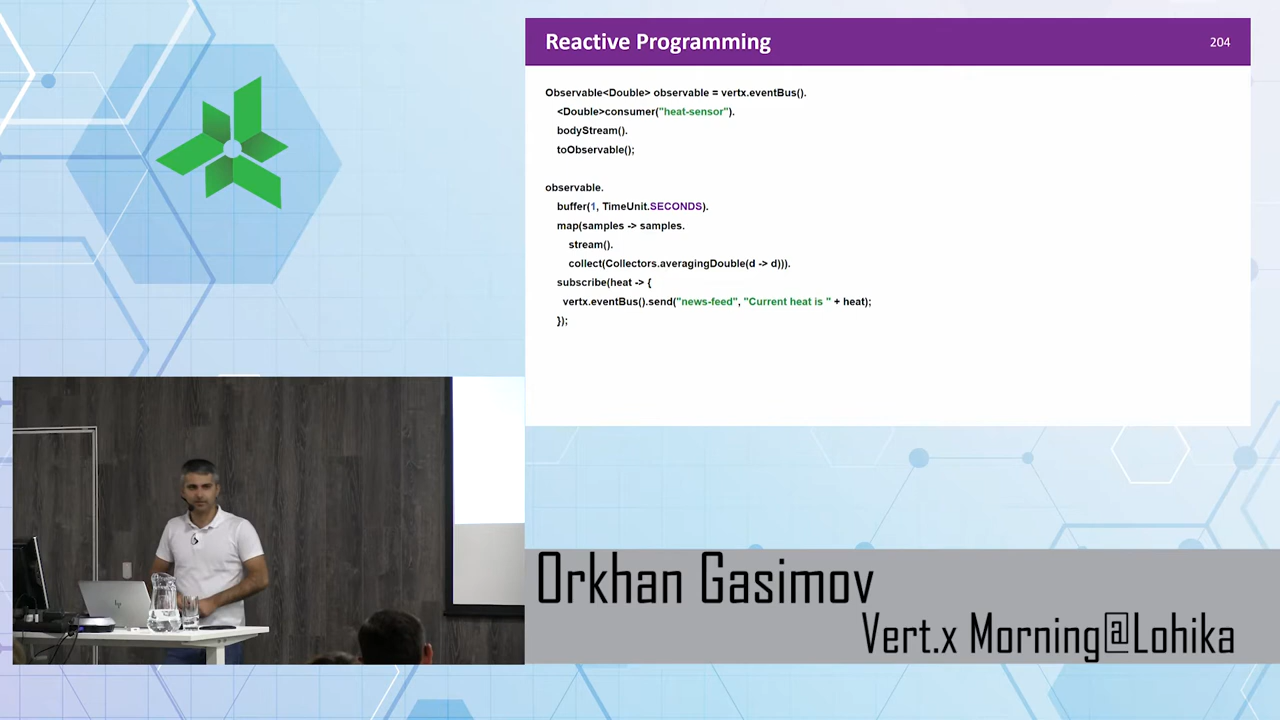 Reactive Programming
204
Observable<Double> observable = vertx.eventBus().
<Double>consumer("heat-sensor").
bodyStream().
toObservable();
observable.
buffer(1, TimeUnit.SECONDS).
map(samples -> samples.
stream().
collect(Collectors.averagingDouble(d -> d))).
subscribe(heat -> {
vertx.eventBus().send("news-feed", "Current heat is " + heat);
});
Orkhan Gasimov
Vert.x Morning@Lohika